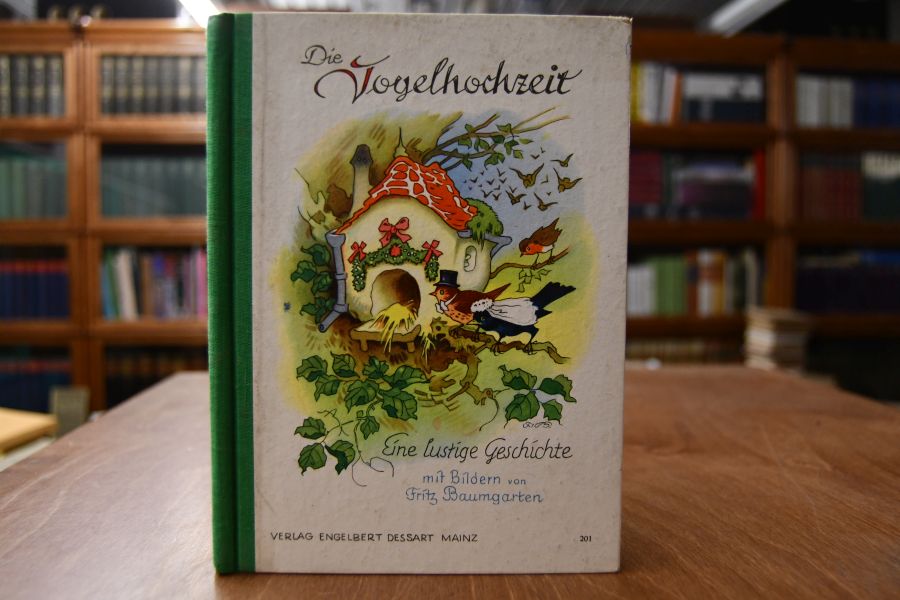 Die Vogelhochzeit
Eine lustige Geschichte
mit Bildern von
Fritz Baumgarten
VERLAG ENGELBERT DESSART MAINZ
201